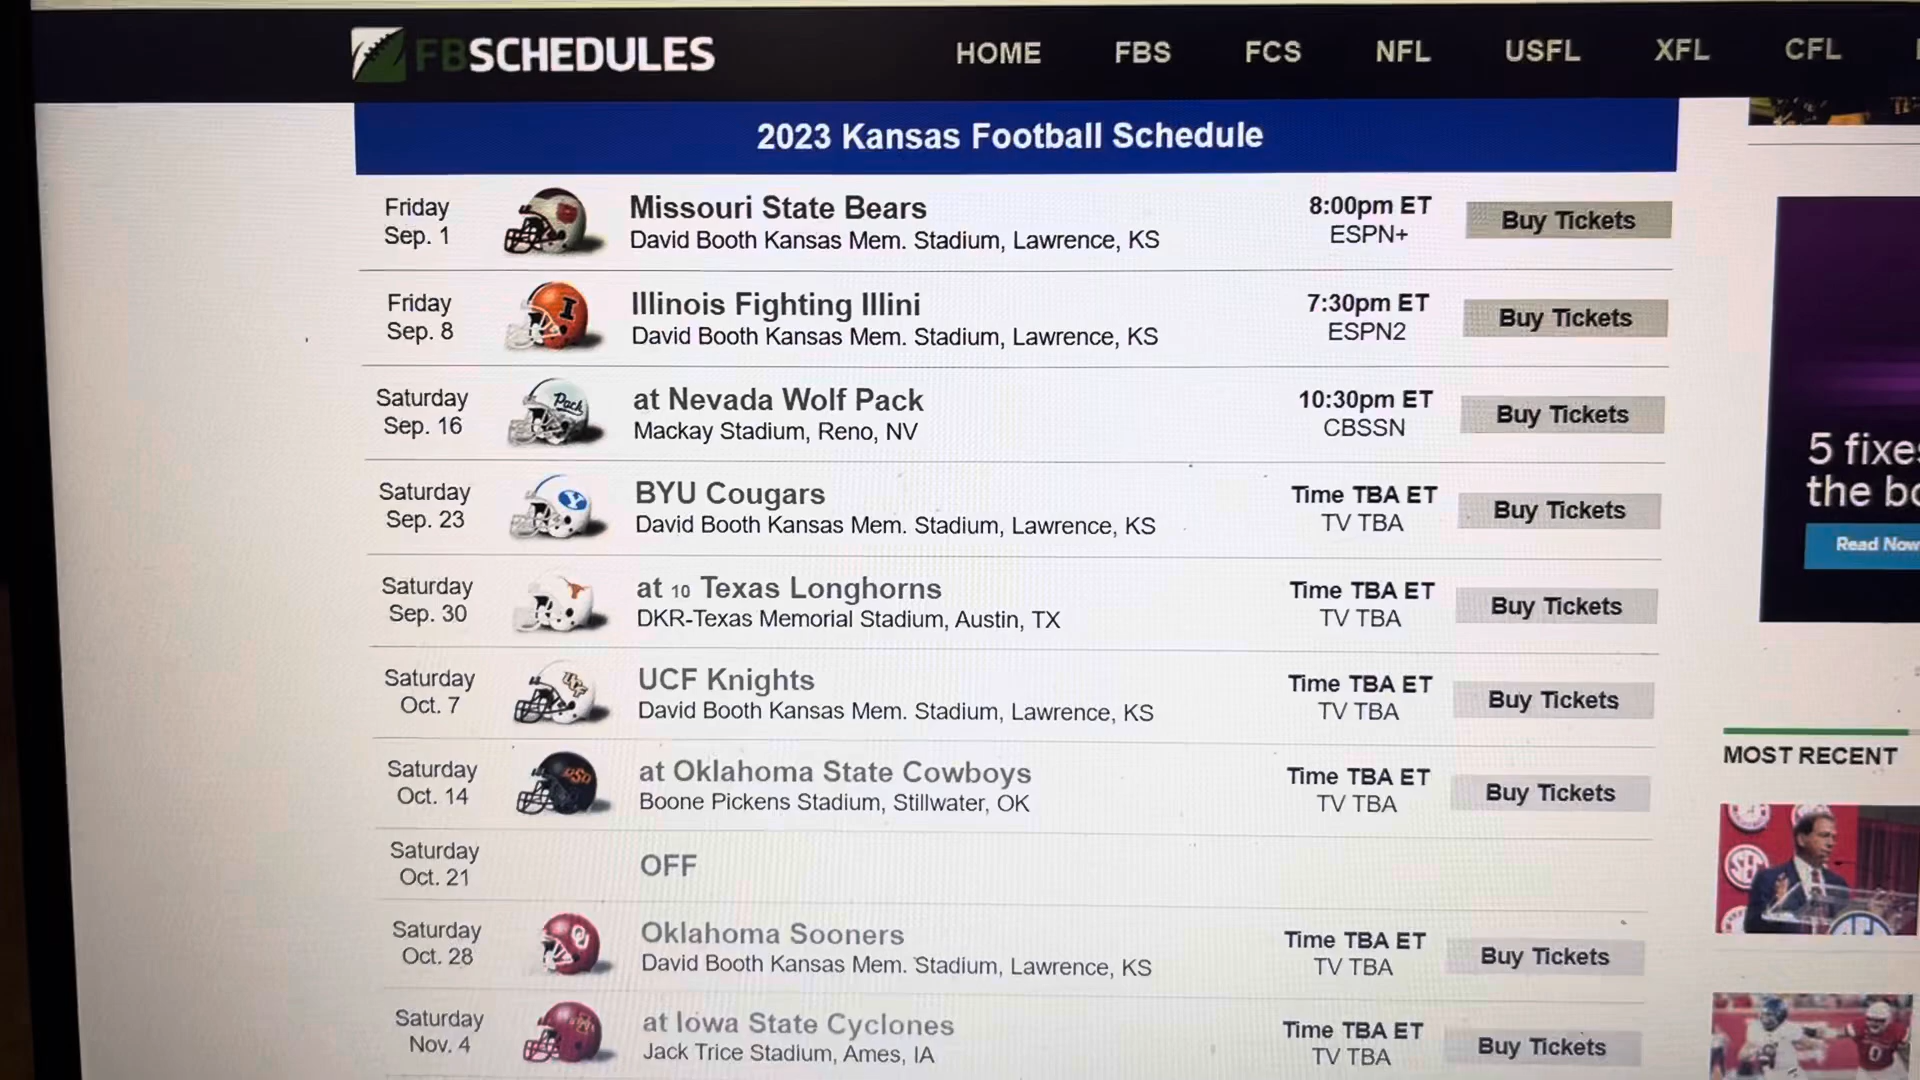 FBSCHEDULES
HOME FBS FCS NFL USFL XFL CFL
2023 Kansas Football Schedule
Friday
Sep. 1
Missouri State Bears
David Booth Kansas Mem. Stadium, Lawrence, KS
8:00pm ET
ESPN+
Buy Tickets
Friday
Sep. 8
Illinois Fighting Illini
David Booth Kansas Mem. Stadium, Lawrence, KS
7:30pm ET
ESPN2
Buy Tickets
Saturday
Sep. 16
Pack
at Nevada Wolf Pack
Mackay Stadium, Reno, NV
10:30pm ET
CBSSN
Buy Tickets
Saturday
Sep. 23
BYU Cougars
David Booth Kansas Mem. Stadium, Lawrence, KS
Time TBA ET
TV TBA
Buy Tickets
Saturday
Sep. 30
at 10 Texas Longhorns
DKR-Texas Memorial Stadium, Austin, TX
Time TBA ET
TV TBA
Buy Tickets
Saturday
Oct. 7
UCF Knights
David Booth Kansas Mem. Stadium, Lawrence, KS
Time TBA ET
TV TBA
Buy Tickets
Saturday
Oct. 14
at Oklahoma State Cowboys
Boone Pickens Stadium, Stillwater, OK
Time TBA ET
TV TBA
Buy Tickets
Saturday
Oct. 21
OFF
Saturday
Oct. 28
Oklahoma Sooners
David Booth Kansas Mem. Stadium, Lawrence, KS
Time TBA ET
TV TBA
Buy Tickets
Saturday
Nov. 4
at Iowa State Cyclones
Jack Trice Stadium, Ames, IA
Time TBA ET
TV TBA
Buy Tickets
5 fixes
the bo
Read Now
MOST RECENT